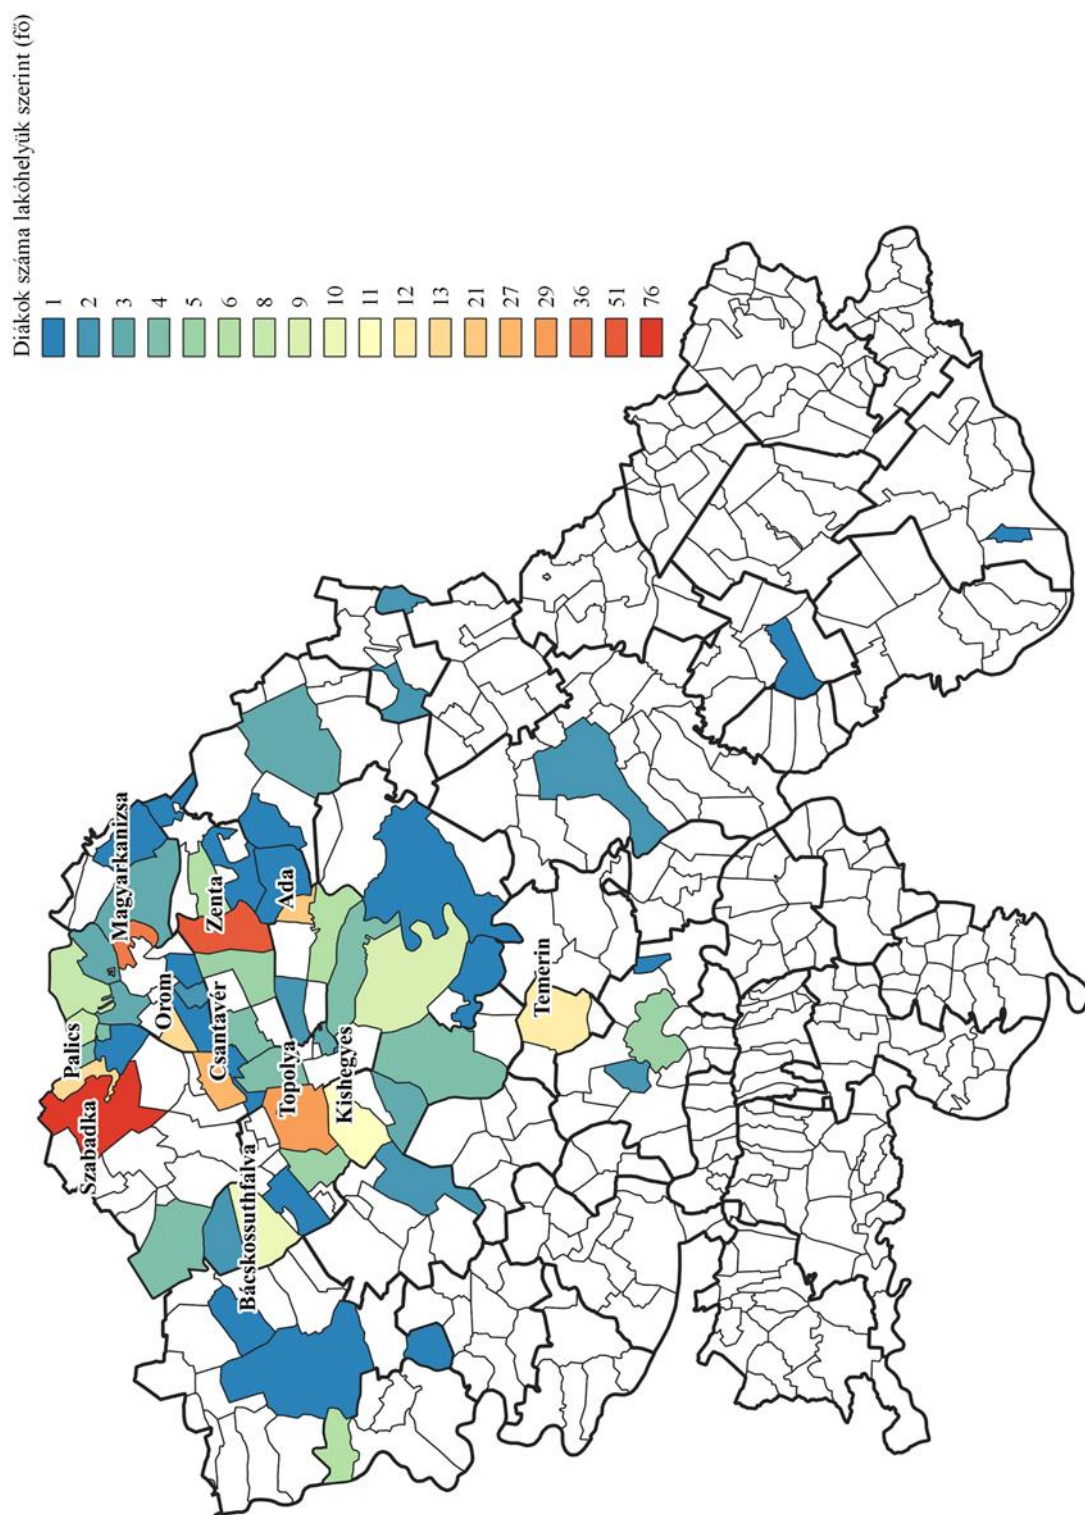 Diákok száma lakóhelyük szerint (fő)
1
2
3
4
5
6
8
9
10
11
12
13
21
27
29
36
51
76
Szabadka
Palics
Magyarkanizsa
Orom
Zenta
Csantavér
Ada
Topolya
Kishegyes
Bácskossuthfalva
Temerin